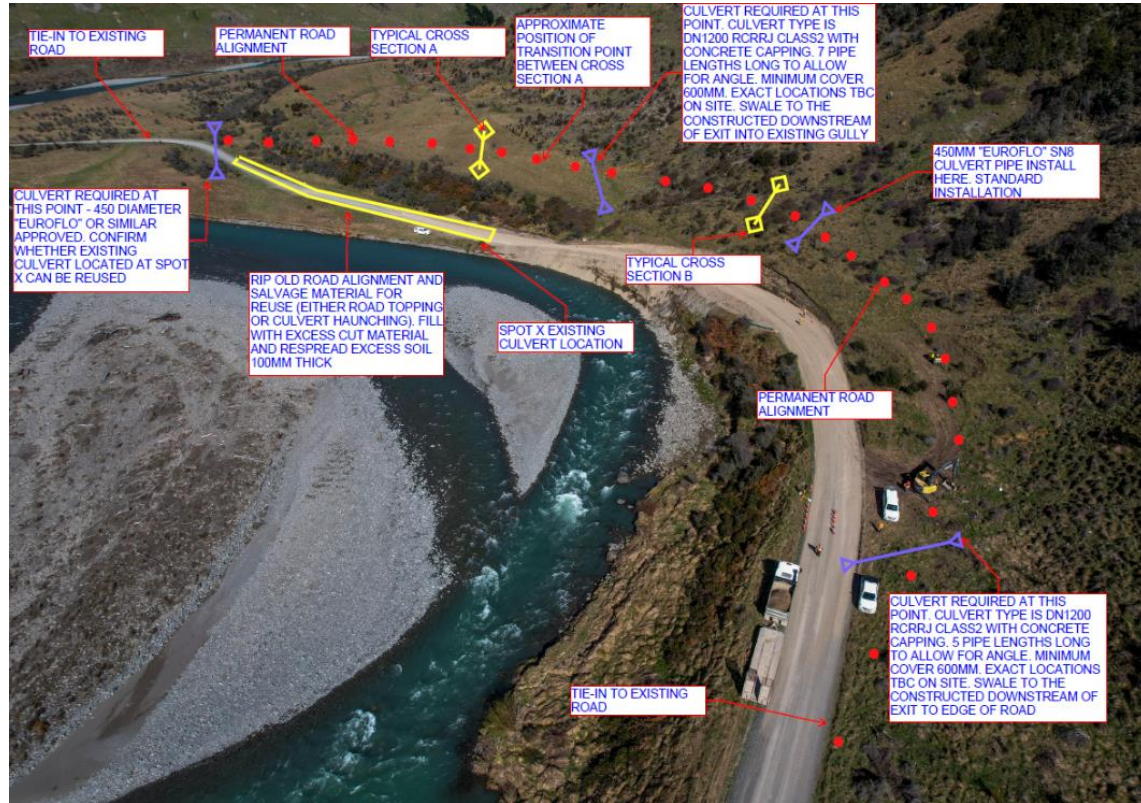 TIE-IN TO EXISTING
ROAD
PERMANENT ROAD
ALIGNMENT
TYPICAL CROSS
SECTION A
APPROXIMATE
POSITION OF
TRANSITION POINT
BETWEEN CROSS
SECTION A
CULVERT REQUIRED AT THIS
POINT. CULVERT TYPE IS
DN1200 RCRRJ CLASS2 WITH
CONCRETE CAPPING. 7 PIPE
LENGTHS LONG TO ALLOW
FOR ANGLE. MINIMUM COVER
600MM. EXACT LOCATIONS TBC
ON SITE. SWALE TO THE
CONSTRUCTED DOWNSTREAM
OF EXIT INTO EXISTING GULLY
450MM "EUROFLO" SN8
CULVERT PIPE INSTALL
HERE. STANDARD
INSTALLATION
CULVERT REQUIRED AT
THIS POINT - 450 DIAMETER
"EUROFLO" OR SIMILAR
APPROVED. CONFIRM
WHETHER EXISTING
CULVERT LOCATED AT SPOT
X CAN BE REUSED
RIP OLD ROAD ALIGNMENT AND
SALVAGE MATERIAL FOR
REUSE (EITHER ROAD TOPPING
OR CULVERT HAUNCHING). FILL
WITH EXCESS CUT MATERIAL
AND RESPREAD EXCESS SOIL
100MM THICK
SPOT X EXISTING
CULVERT LOCATION
TYPICAL CROSS
SECTION B
PERMANENT ROAD
ALIGNMENT
CULVERT REQUIRED AT THIS
POINT. CULVERT TYPE IS DN1200
RCRRJ CLASS2 WITH CONCRETE
CAPPING. 5 PIPE LENGTHS LONG
TO ALLOW FOR ANGLE. MINIMUM
COVER 600MM. EXACT LOCATIONS
TBC ON SITE. SWALE TO THE
CONSTRUCTED DOWNSTREAM OF
EXIT TO EDGE OF ROAD
TIE-IN TO EXISTING
ROAD